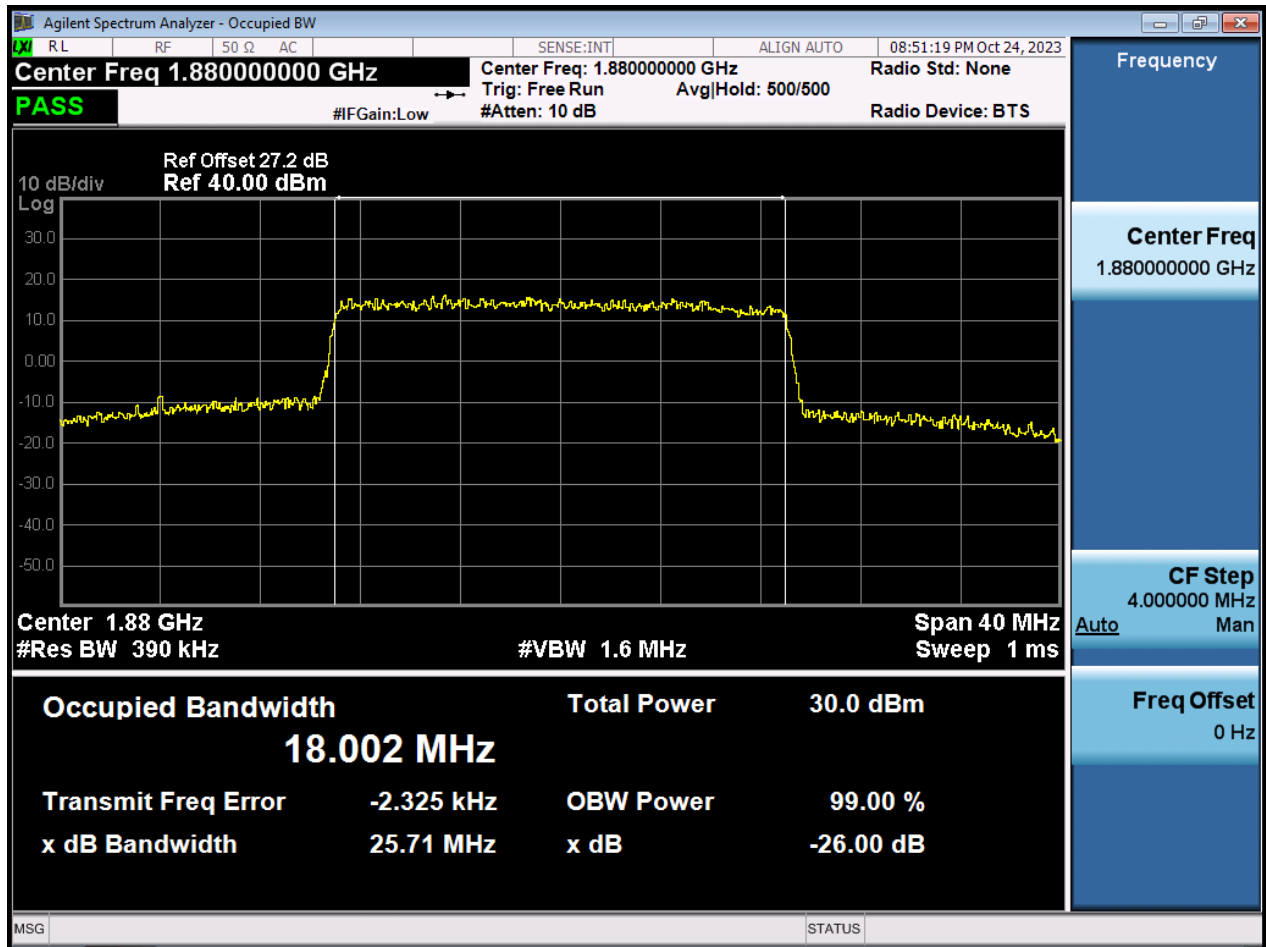 Agilent Spectrum Analyzer - Occupied BW
LXI RL RF 50 Ω AC SENSE:INT ALIGN AUTO 08:51:19 PM Oct 24, 2023
Center Freq 1.880000000 GHz
Center Freq: 1.880000000 GHz Radio Std: None
Trig: Free Run Avg|Hold: 500/500
PASS
#IFGain:Low #Atten: 10 dB Radio Device: BTS
Ref Offset 27.2 dB
10 dB/div Ref 40.00 dBm
Log
30.0
20.0
10.0
0.00
-10.0
-20.0
-30.0
-40.0
-50.0
Center 1.88 GHz Span 40 MHz
#Res BW 390 kHz #VBW 1.6 MHz Sweep 1 ms
Occupied Bandwidth Total Power 30.0 dBm
18.002 MHz
Transmit Freq Error -2.325 kHz OBW Power 99.00 %
x dB Bandwidth 25.71 MHz x dB -26.00 dB
MSG STATUS
Frequency
Center Freq
1.880000000 GHz
CF Step
4.000000 MHz
Auto Man
Freq Offset
0 Hz